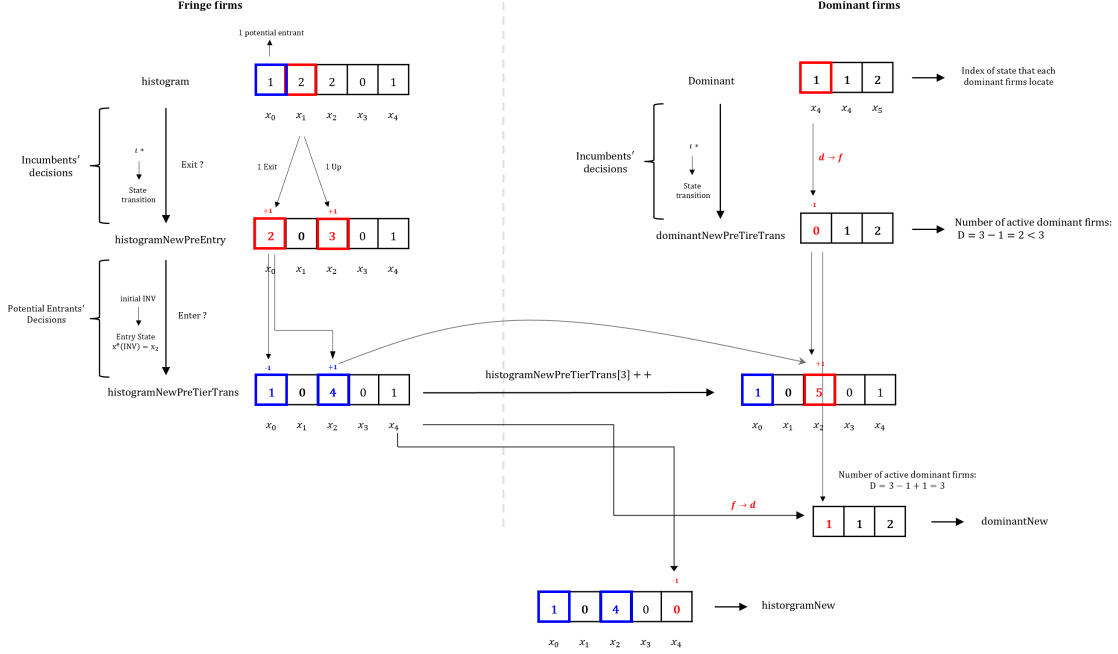 Fringe firms
Dominant firms
1 potential entrant
histogram
1 2 2 0 1
x0 x1 x2 x3 x4
Dominant
1 1 2
x4 x4 x5
Index of state that each
dominant firms locate
Incumbents'
decisions
ι *
State
transition
Exit ?
1 Exit
1 Up
Incumbents'
decisions
ι *
State
transition
d → f
+1 +1
-1
histogramNewPreEntry
2 0 3 0 1
x0 x1 x2 x3 x4
dominantNewPreTireTrans
0 1 2
Number of active dominant firms:
D = 3 − 1 = 2 < 3
Potential Entrants'
Decisions
initial INV
Entry State
x*(INV) = x2
Enter ?
-1 +1
histogramNewPreTierTrans
1 0 4 0 1
x0 x1 x2 x3 x4
histogramNewPreTierTrans[3] ++
+1
1 0 5 0 1
x0 x1 x2 x3 x4
Number of active dominant firms:
D = 3 − 1 + 1 = 3
f → d
1 1 2
dominantNew
-1
1 0 4 0 0
x0 x1 x2 x3 x4
historgramNew